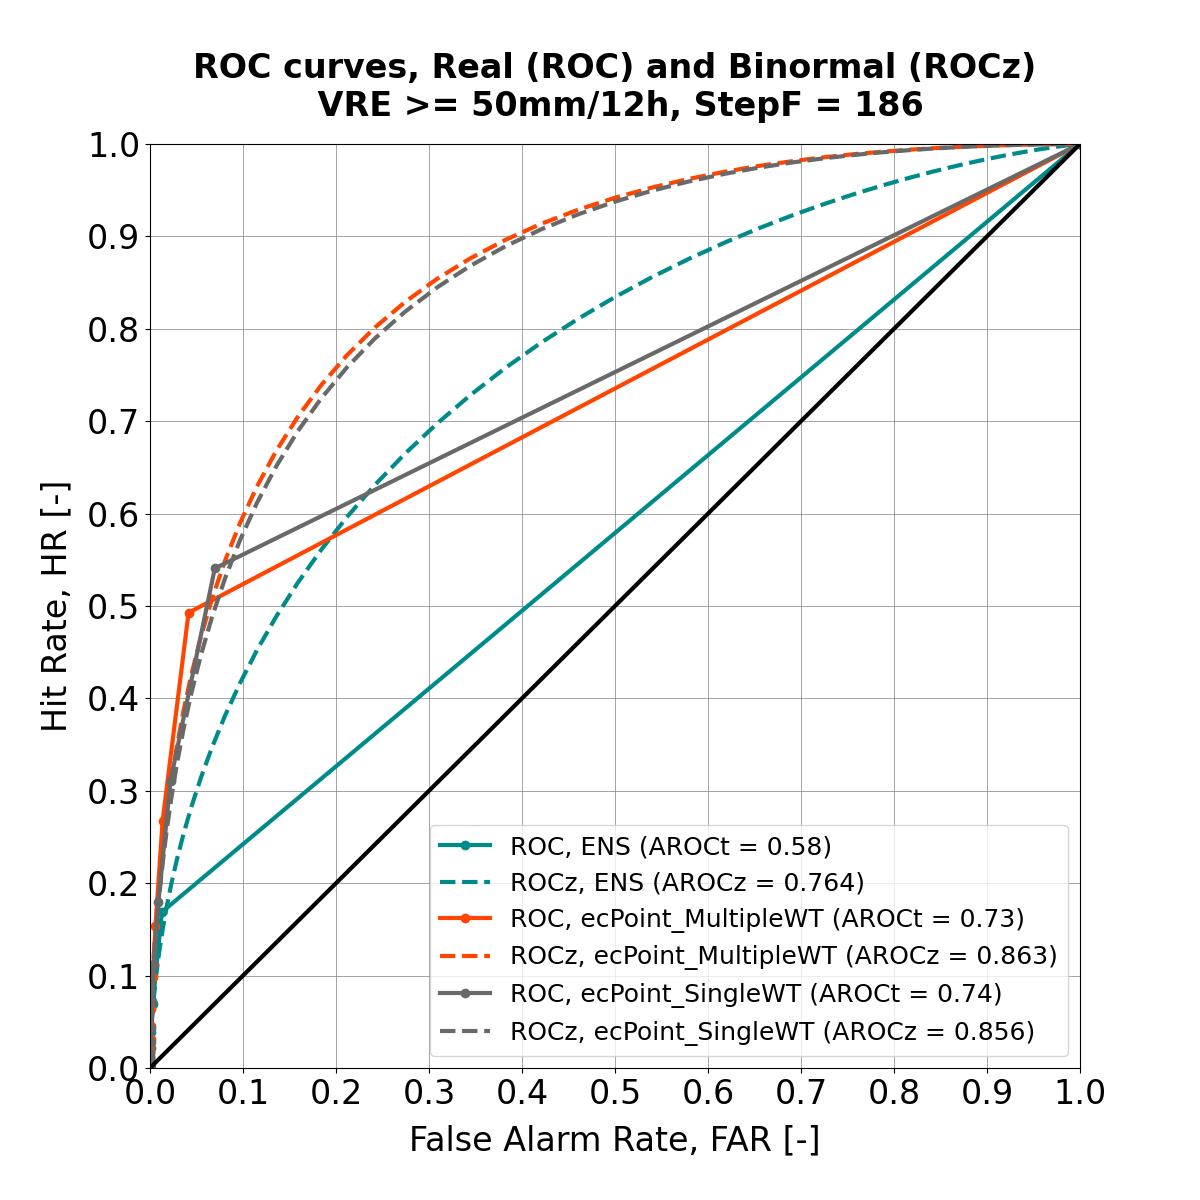 ROC curves, Real (ROC) and Binormal (ROCz)
VRE >= 50mm/12h, StepF = 186
1.0
0.9
0.8
0.7
0.6
0.5
0.4
0.3
0.2
0.1
0.0
Hit Rate, HR [-]
ROC, ENS (AROCt = 0.58)
ROCz, ENS (AROCz = 0.764)
ROC, ecPoint_MultipleWT (AROCt = 0.73)
ROCz, ecPoint_MultipleWT (AROCz = 0.863)
ROC, ecPoint_SingleWT (AROCt = 0.74)
ROCz, ecPoint_SingleWT (AROCz = 0.856)
0.0 0.1 0.2 0.3 0.4 0.5 0.6 0.7 0.8 0.9 1.0
False Alarm Rate, FAR [-]